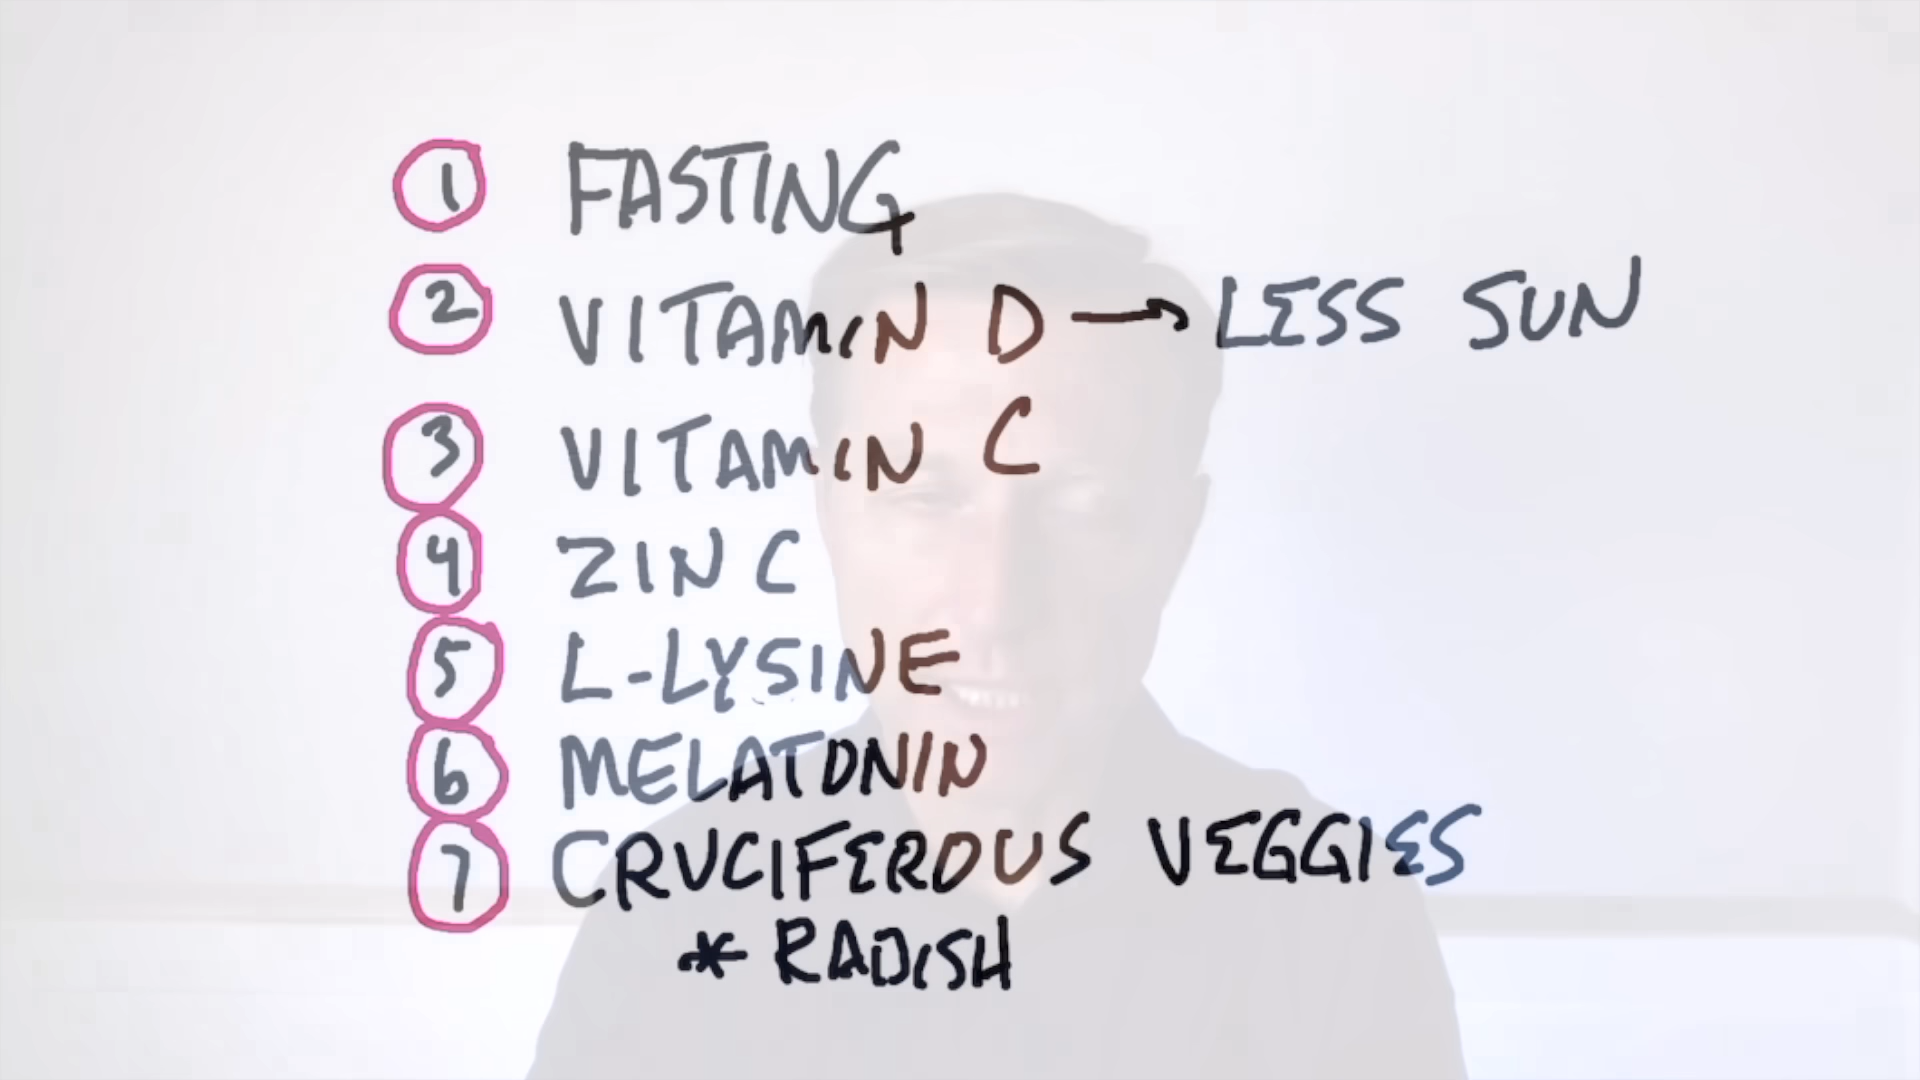 1 FASTING
2 VITAMIN D → LESS SUN
3 VITAMIN C
4 ZINC
5 L-LYSINE
6 MELATONIN
7 CRUCIFEROUS VEGGIES
* RADISH